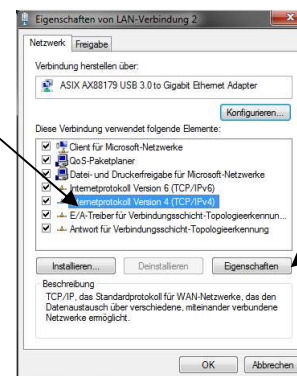 Eigenschaften von LAN-Verbindung 2
Netzwerk Freigabe
Verbindung herstellen über:
ASIX AX88179 USB 3.0 to Gigabit Ethernet Adapter
Konfigurieren...
Diese Verbindung verwendet folgende Elemente:
Client für Microsoft-Netzwerke
QoS-Paketplaner
Datei- und Druckerfreigabe für Microsoft-Netzwerke
Internetprotokoll Version 6 (TCP/IPv6)
Internetprotokoll Version 4 (TCP/IPv4)
E/A-Treiber für Verbindungsschicht-Topologieerkennun...
Antwort für Verbindungsschicht-Topologieerkennung
Installieren... Deinstallieren Eigenschaften
Beschreibung
TCP/IP, das Standardprotokoll für WAN-Netzwerke, das den
Datenaustausch über verschiedene, miteinander verbundene
Netzwerke ermöglicht.
OK Abbrechen